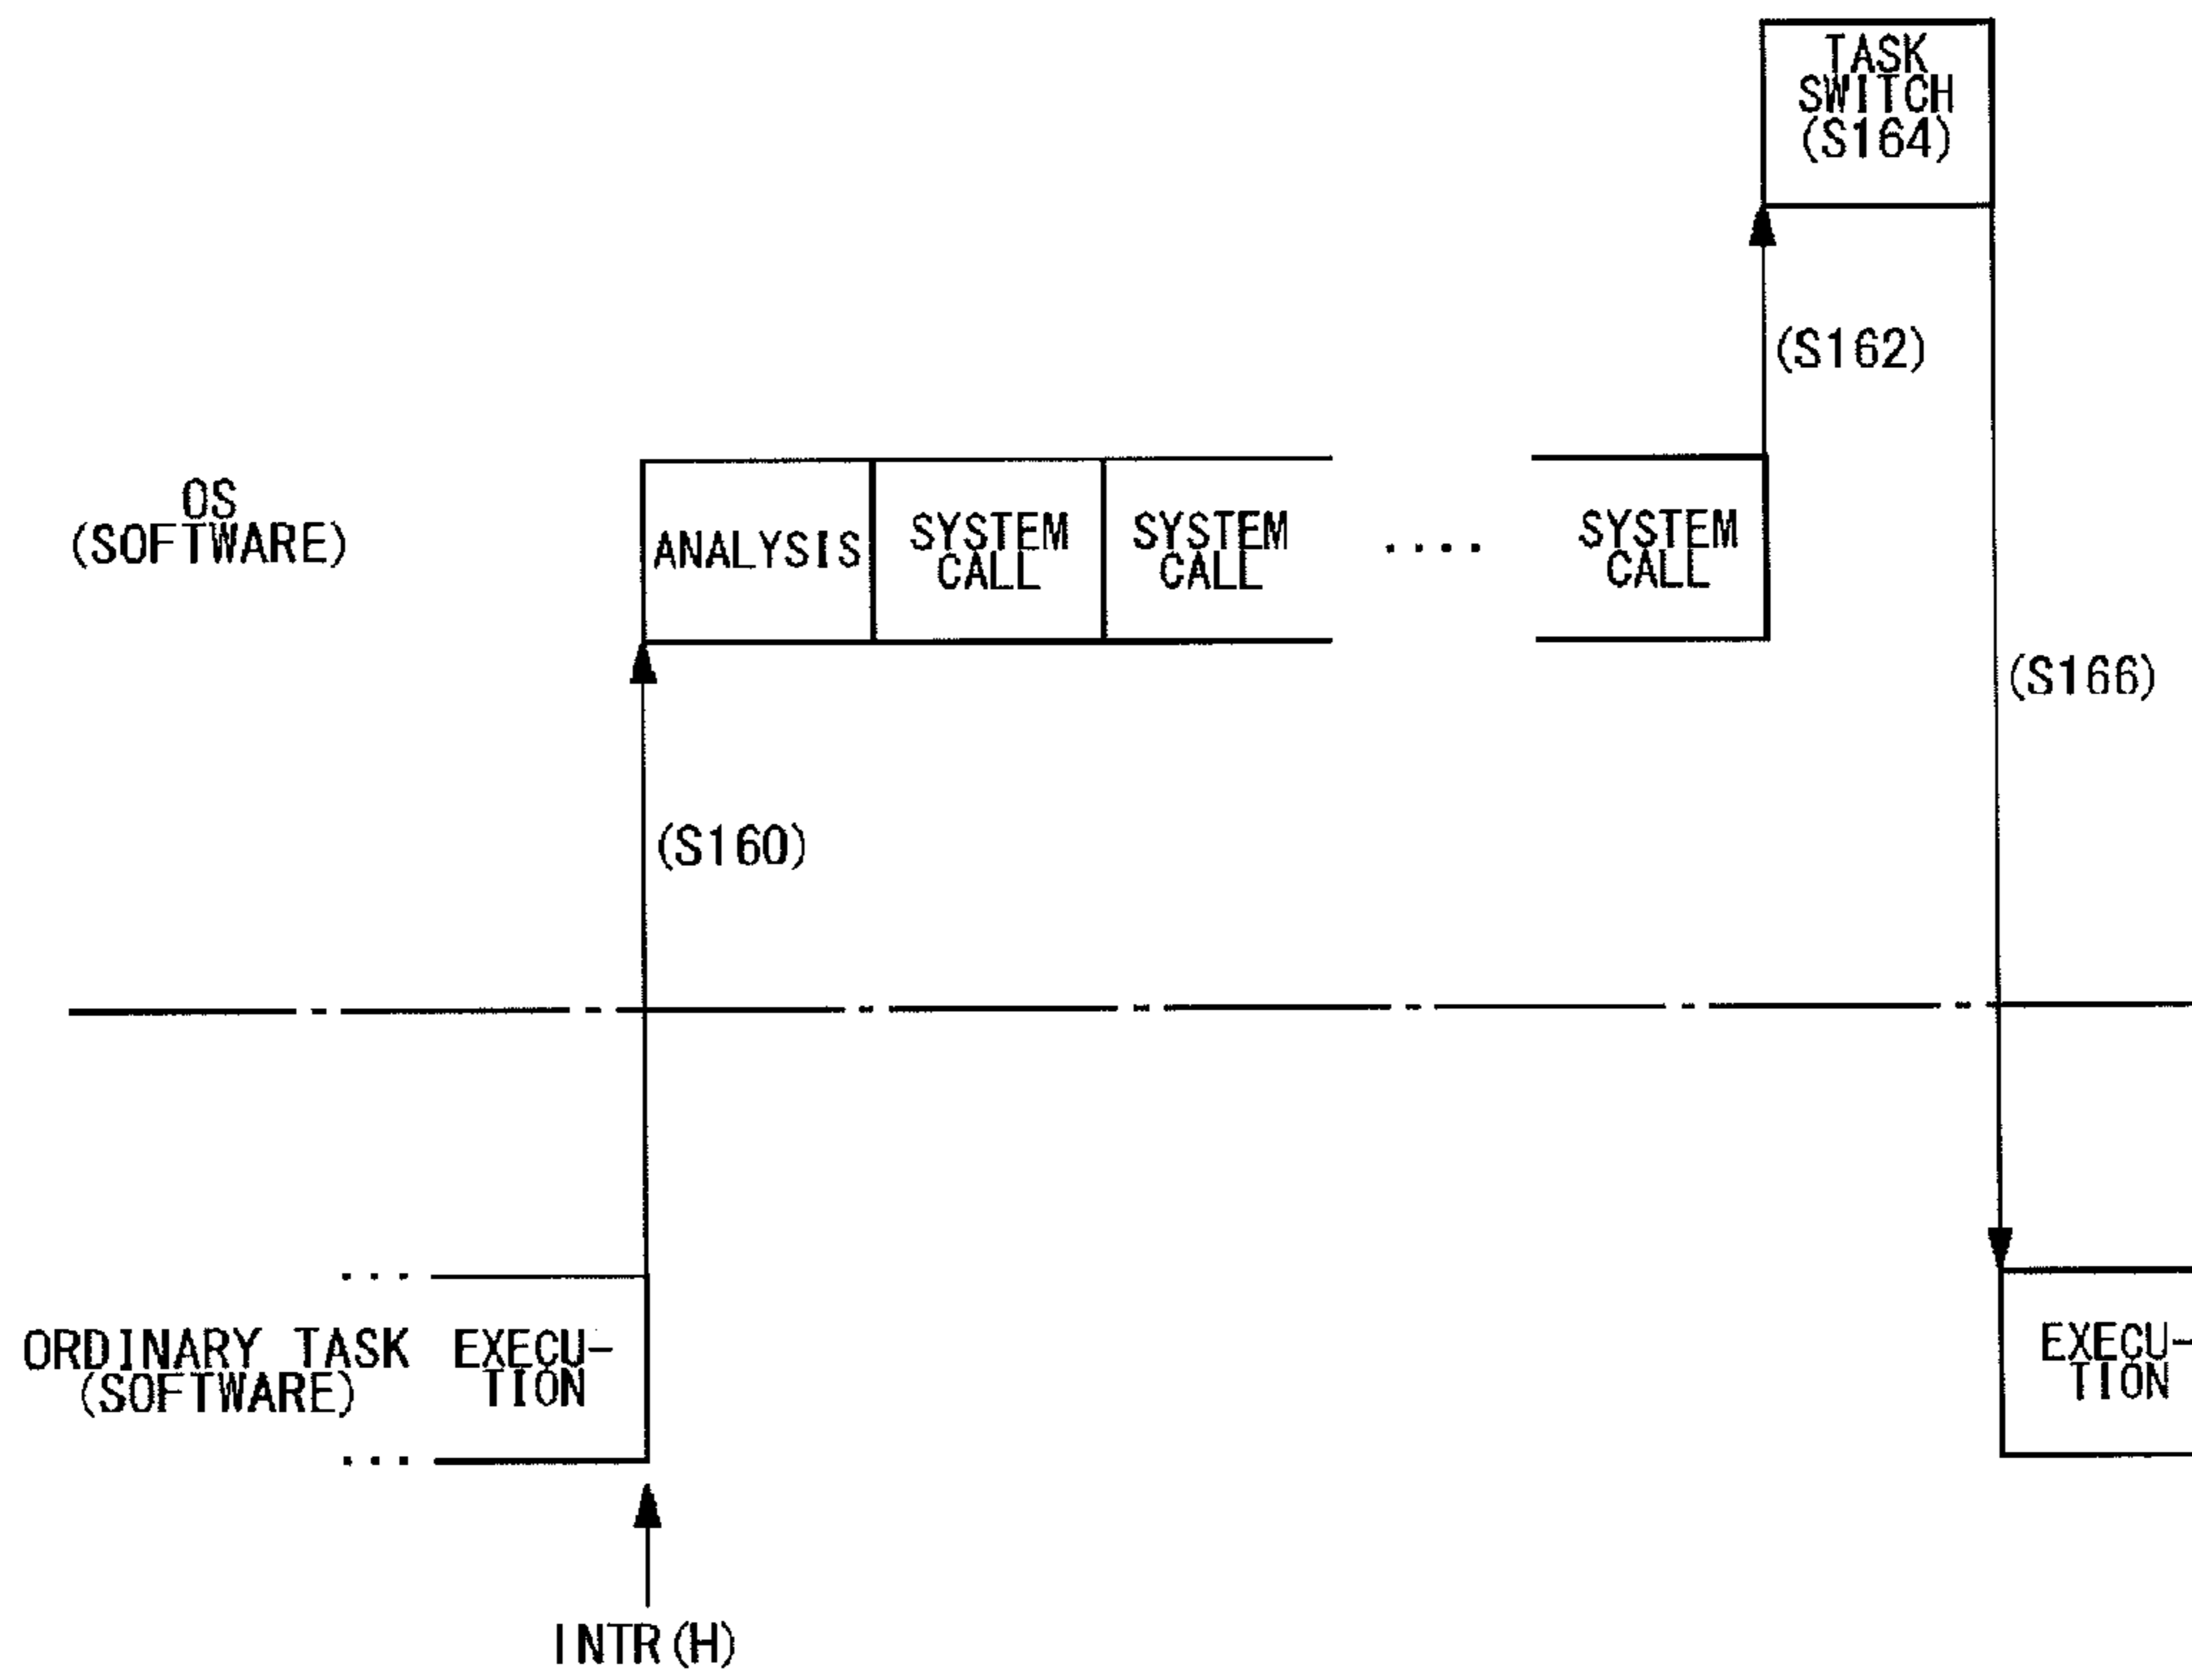 TASK
SWITCH
(S164)
(S162)
OS
(SOFTWARE)
ANALYSIS
SYSTEM
CALL
SYSTEM
CALL
....
SYSTEM
CALL
(S166)
(S160)
...
ORDINARY TASK
(SOFTWARE)
EXECU-
TION
...
EXECU-
TION
INTR(H)